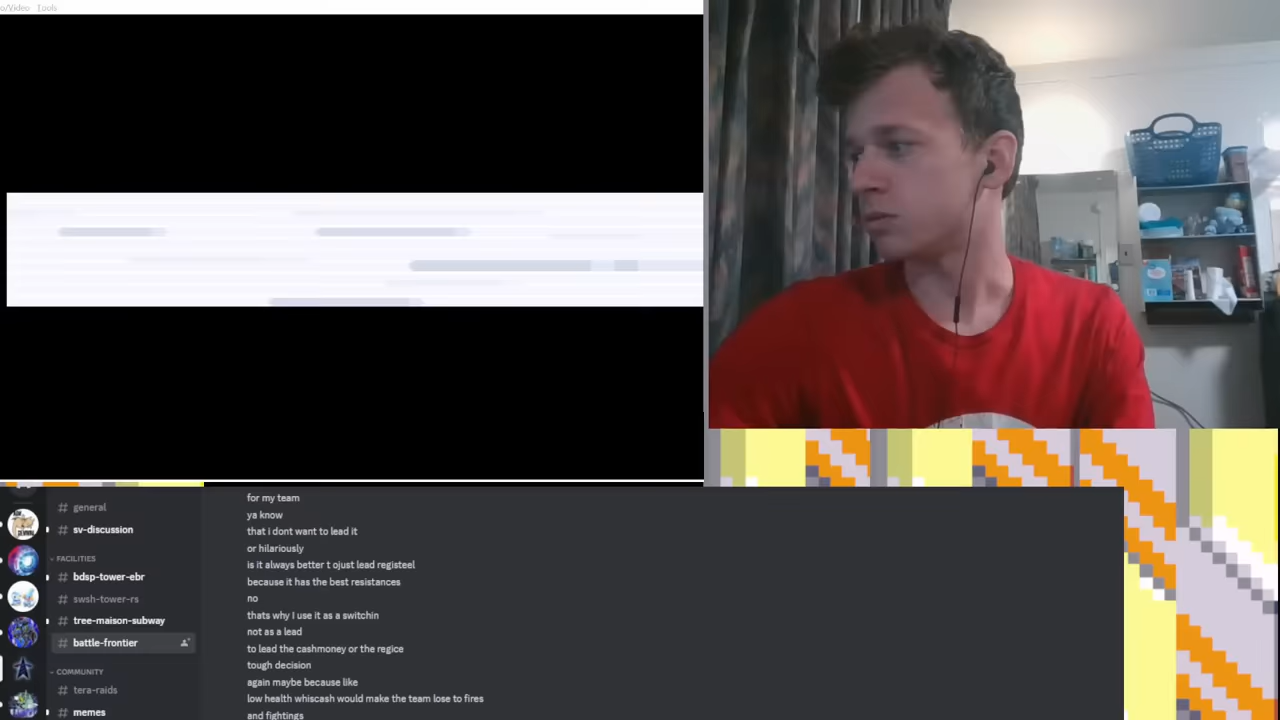 o/Video Tools
general
sv-discussion
FACILITIES
bdsp-tower-ebr
swsh-tower-rs
tree-maison-subway
battle-frontier
COMMUNITY
tera-raids
memes
for my team
ya know
that i dont want to lead it
or hilariously
is it always better t ojust lead registeel
because it has the best resistances
no
thats why I use it as a switchin
not as a lead
to lead the cashmoney or the regice
tough decision
again maybe because like
low health whiscash would make the team lose to fires
and fightings